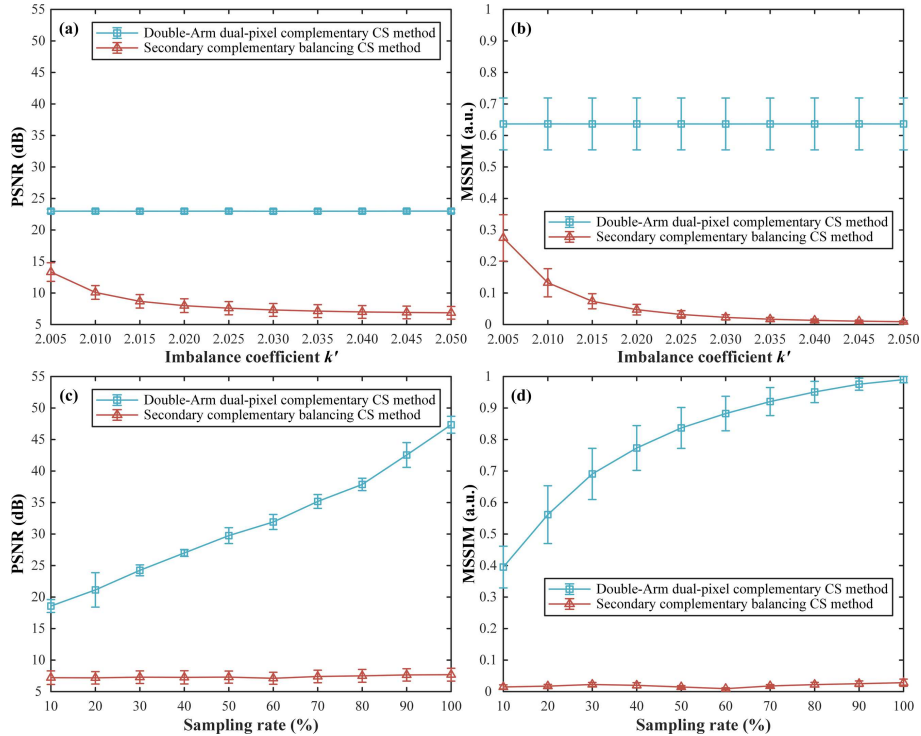 (a)
Double-Arm dual-pixel complementary CS method
Secondary complementary balancing CS method
PSNR (dB)
55
50
45
40
35
30
25
20
15
10
5
2.005 2.010 2.015 2.020 2.025 2.030 2.035 2.040 2.045 2.050
Imbalance coefficient k'
(b)
Double-Arm dual-pixel complementary CS method
Secondary complementary balancing CS method
MSSIM (a.u.)
1
0.9
0.8
0.7
0.6
0.5
0.4
0.3
0.2
0.1
0
2.005 2.010 2.015 2.020 2.025 2.030 2.035 2.040 2.045 2.050
Imbalance coefficient k'
(c)
Double-Arm dual-pixel complementary CS method
Secondary complementary balancing CS method
PSNR (dB)
55
50
45
40
35
30
25
20
15
10
5
10 20 30 40 50 60 70 80 90 100
Sampling rate (%)
(d)
Double-Arm dual-pixel complementary CS method
Secondary complementary balancing CS method
MSSIM (a.u.)
1
0.9
0.8
0.7
0.6
0.5
0.4
0.3
0.2
0.1
0
10 20 30 40 50 60 70 80 90 100
Sampling rate (%)